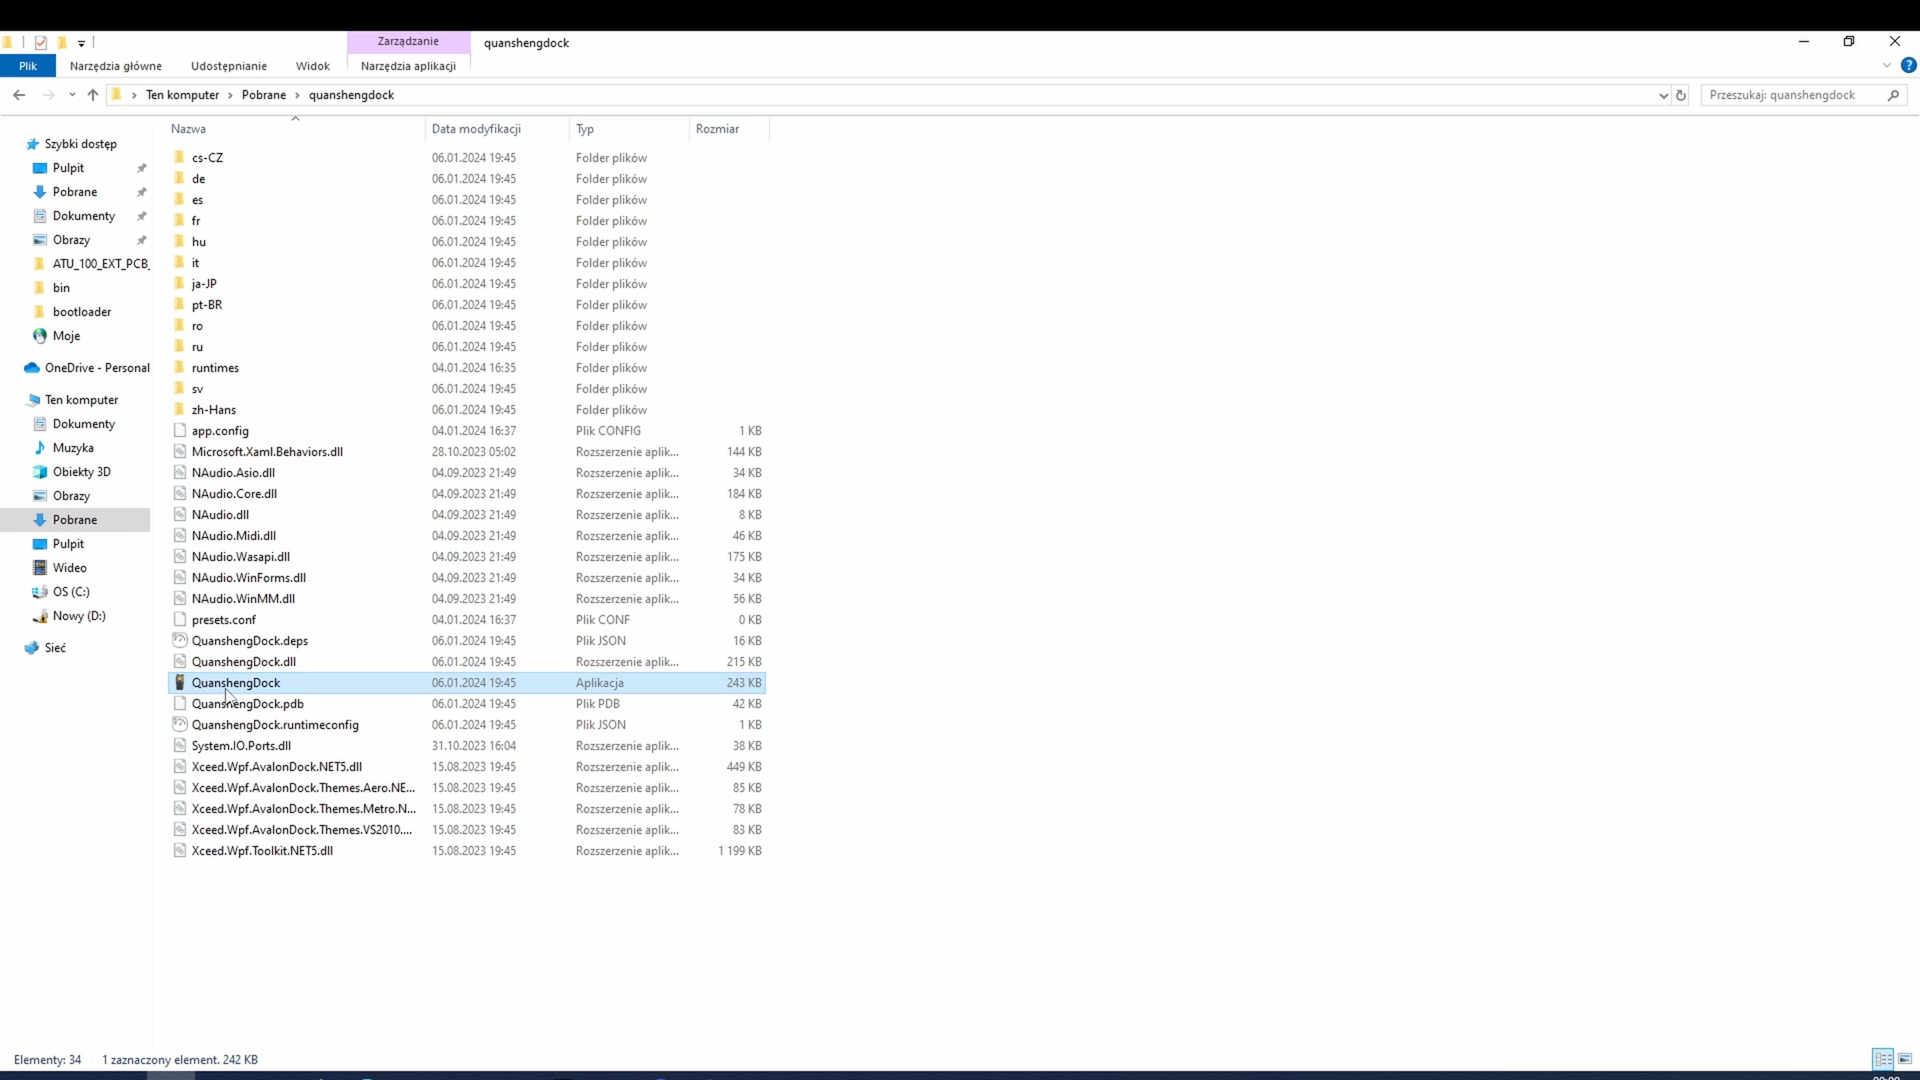 Zarządzanie
quanshengdock
Plik
Narzędzia główne
Udostępnianie
Widok
Narzędzia aplikacji
Ten komputer
Pobrane
quanshengdock
Przeszukaj: quanshengdock
Szybki dostęp
Pulpit
Pobrane
Dokumenty
Obrazy
ATU_100_EXT_PCB_
bin
bootloader
Moje
OneDrive - Personal
Ten komputer
Dokumenty
Muzyka
Obiekty 3D
Obrazy
Pobrane
Pulpit
Wideo
OS (C:)
Nowy (D:)
Sieć
Nazwa Data modyfikacji Typ Rozmiar
cs-CZ 06.01.2024 19:45 Folder plików
de 06.01.2024 19:45 Folder plików
es 06.01.2024 19:45 Folder plików
fr 06.01.2024 19:45 Folder plików
hu 06.01.2024 19:45 Folder plików
it 06.01.2024 19:45 Folder plików
ja-JP 06.01.2024 19:45 Folder plików
pt-BR 06.01.2024 19:45 Folder plików
ro 06.01.2024 19:45 Folder plików
ru 06.01.2024 19:45 Folder plików
runtimes 04.01.2024 16:35 Folder plików
sv 06.01.2024 19:45 Folder plików
zh-Hans 06.01.2024 19:45 Folder plików
app.config 04.01.2024 16:37 Plik CONFIG 1 KB
Microsoft.Xaml.Behaviors.dll 28.10.2023 05:02 Rozszerzenie aplik... 144 KB
NAudio.Asio.dll 04.09.2023 21:49 Rozszerzenie aplik... 34 KB
NAudio.Core.dll 04.09.2023 21:49 Rozszerzenie aplik... 184 KB
NAudio.dll 04.09.2023 21:49 Rozszerzenie aplik... 8 KB
NAudio.Midi.dll 04.09.2023 21:49 Rozszerzenie aplik... 46 KB
NAudio.Wasapi.dll 04.09.2023 21:49 Rozszerzenie aplik... 175 KB
NAudio.WinForms.dll 04.09.2023 21:49 Rozszerzenie aplik... 34 KB
NAudio.WinMM.dll 04.09.2023 21:49 Rozszerzenie aplik... 56 KB
presets.conf 04.01.2024 16:37 Plik CONF 0 KB
QuanshengDock.deps 06.01.2024 19:45 Plik JSON 16 KB
QuanshengDock.dll 06.01.2024 19:45 Rozszerzenie aplik... 215 KB
QuanshengDock 06.01.2024 19:45 Aplikacja 243 KB
QuanshengDock.pdb 06.01.2024 19:45 Plik PDB 42 KB
QuanshengDock.runtimeconfig 06.01.2024 19:45 Plik JSON 1 KB
System.IO.Ports.dll 31.10.2023 16:04 Rozszerzenie aplik... 38 KB
Xceed.Wpf.AvalonDock.NET5.dll 15.08.2023 19:45 Rozszerzenie aplik... 449 KB
Xceed.Wpf.AvalonDock.Themes.Aero.NE... 15.08.2023 19:45 Rozszerzenie aplik... 85 KB
Xceed.Wpf.AvalonDock.Themes.Metro.N... 15.08.2023 19:45 Rozszerzenie aplik... 78 KB
Xceed.Wpf.AvalonDock.Themes.VS2010.... 15.08.2023 19:45 Rozszerzenie aplik... 83 KB
Xceed.Wpf.Toolkit.NET5.dll 15.08.2023 19:45 Rozszerzenie aplik... 1 199 KB
Elementy: 34 1 zaznaczony element. 242 KB